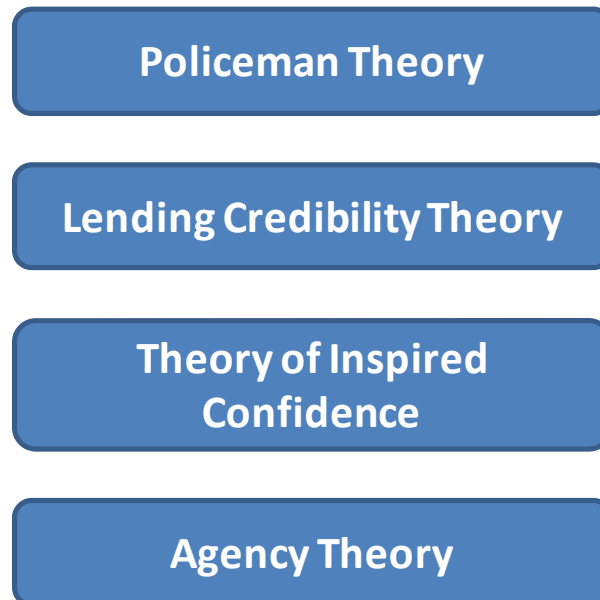 Policeman Theory
Lending Credibility Theory
Theory of Inspired
Confidence
Agency Theory